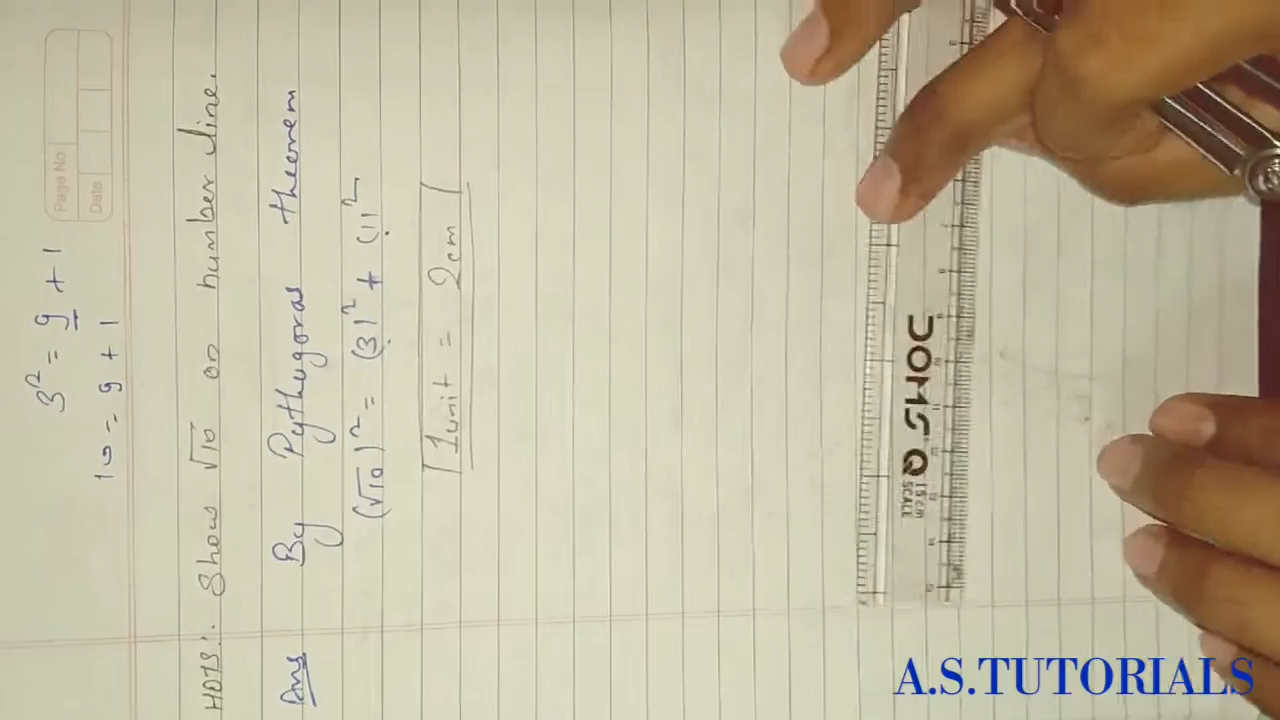 3² = 9 + 1
10 = 9 + 1
Page No
Date
HOTS:. Show √10 on number line.
Ans By Pythagoras theorem
(√10)² = (3)² + (1)²
1 unit = 2cm
DOMS Q
15 cm
SCALE
A.S.TUTORIALS